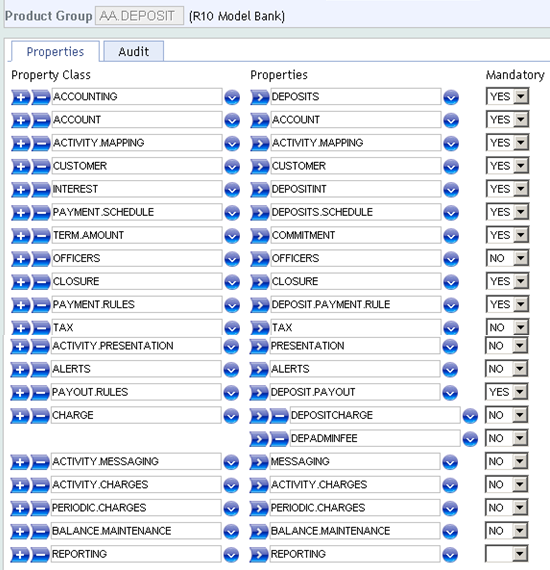 Product Group AA.DEPOSIT (R10 Model Bank)
Properties Audit
Property Class Properties Mandatory
ACCOUNTING DEPOSITS YES
ACCOUNT ACCOUNT YES
ACTIVITY.MAPPING ACTIVITY.MAPPING YES
CUSTOMER CUSTOMER YES
INTEREST DEPOSITINT YES
PAYMENT.SCHEDULE DEPOSITS.SCHEDULE YES
TERM.AMOUNT COMMITMENT YES
OFFICERS OFFICERS NO
CLOSURE CLOSURE YES
PAYMENT.RULES DEPOSIT.PAYMENT.RULE YES
TAX TAX NO
ACTIVITY.PRESENTATION PRESENTATION NO
ALERTS ALERTS NO
PAYOUT.RULES DEPOSIT.PAYOUT YES
CHARGE DEPOSITCHARGE NO
DEPADMINFEE NO
ACTIVITY.MESSAGING MESSAGING NO
ACTIVITY.CHARGES ACTIVITY.CHARGES NO
PERIODIC.CHARGES PERIODIC.CHARGES NO
BALANCE.MAINTENANCE BALANCE.MAINTENANCE NO
REPORTING REPORTING